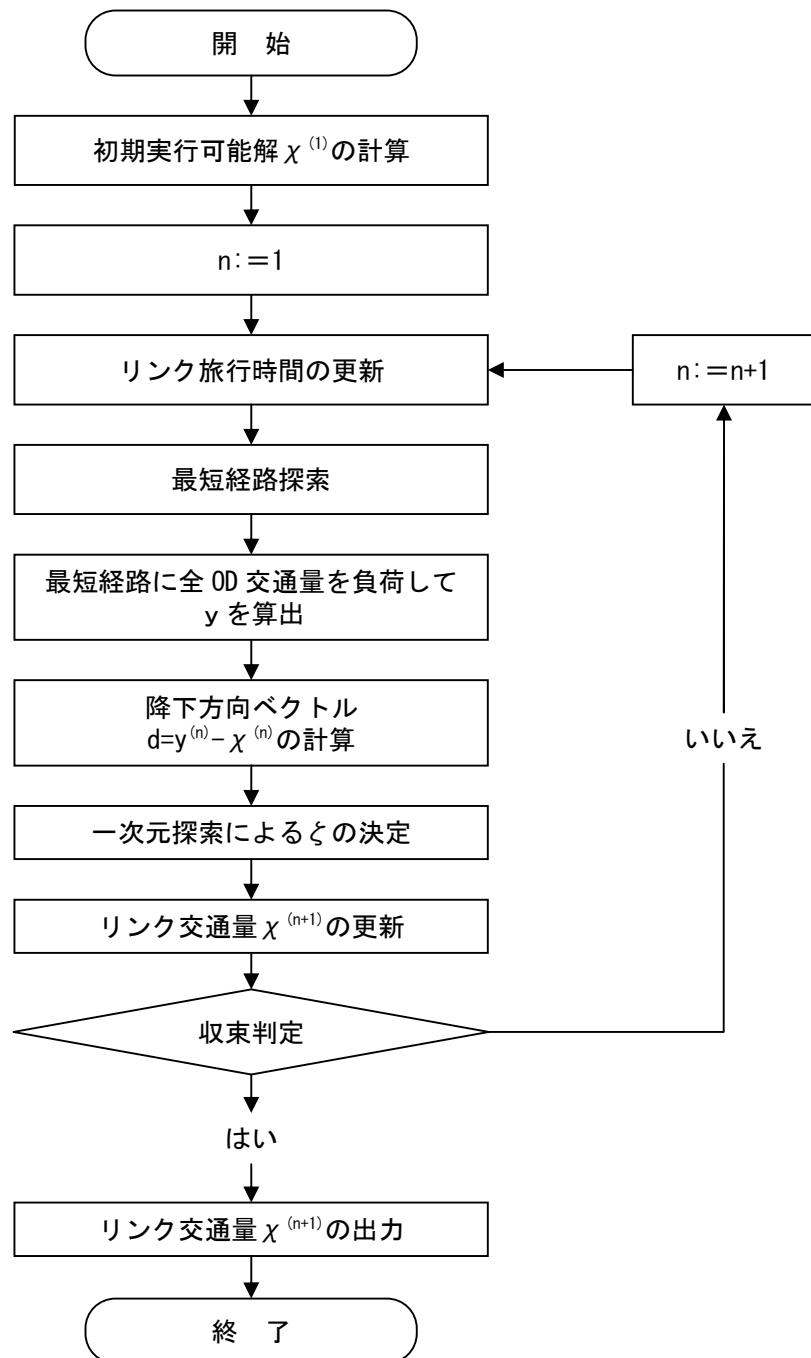 開 始
初期実行可能解χ⁽¹⁾の計算
n:=1
リンク旅行時間の更新
n:=n+1
最短経路探索
最短経路に全OD交通量を負荷して
yを算出
降下方向ベクトル
d=y⁽ⁿ⁾-χ⁽ⁿ⁾の計算
いいえ
一次元探索によるζの決定
リンク交通量χ⁽ⁿ⁺¹⁾の更新
収束判定
はい
リンク交通量χ⁽ⁿ⁺¹⁾の出力
終 了